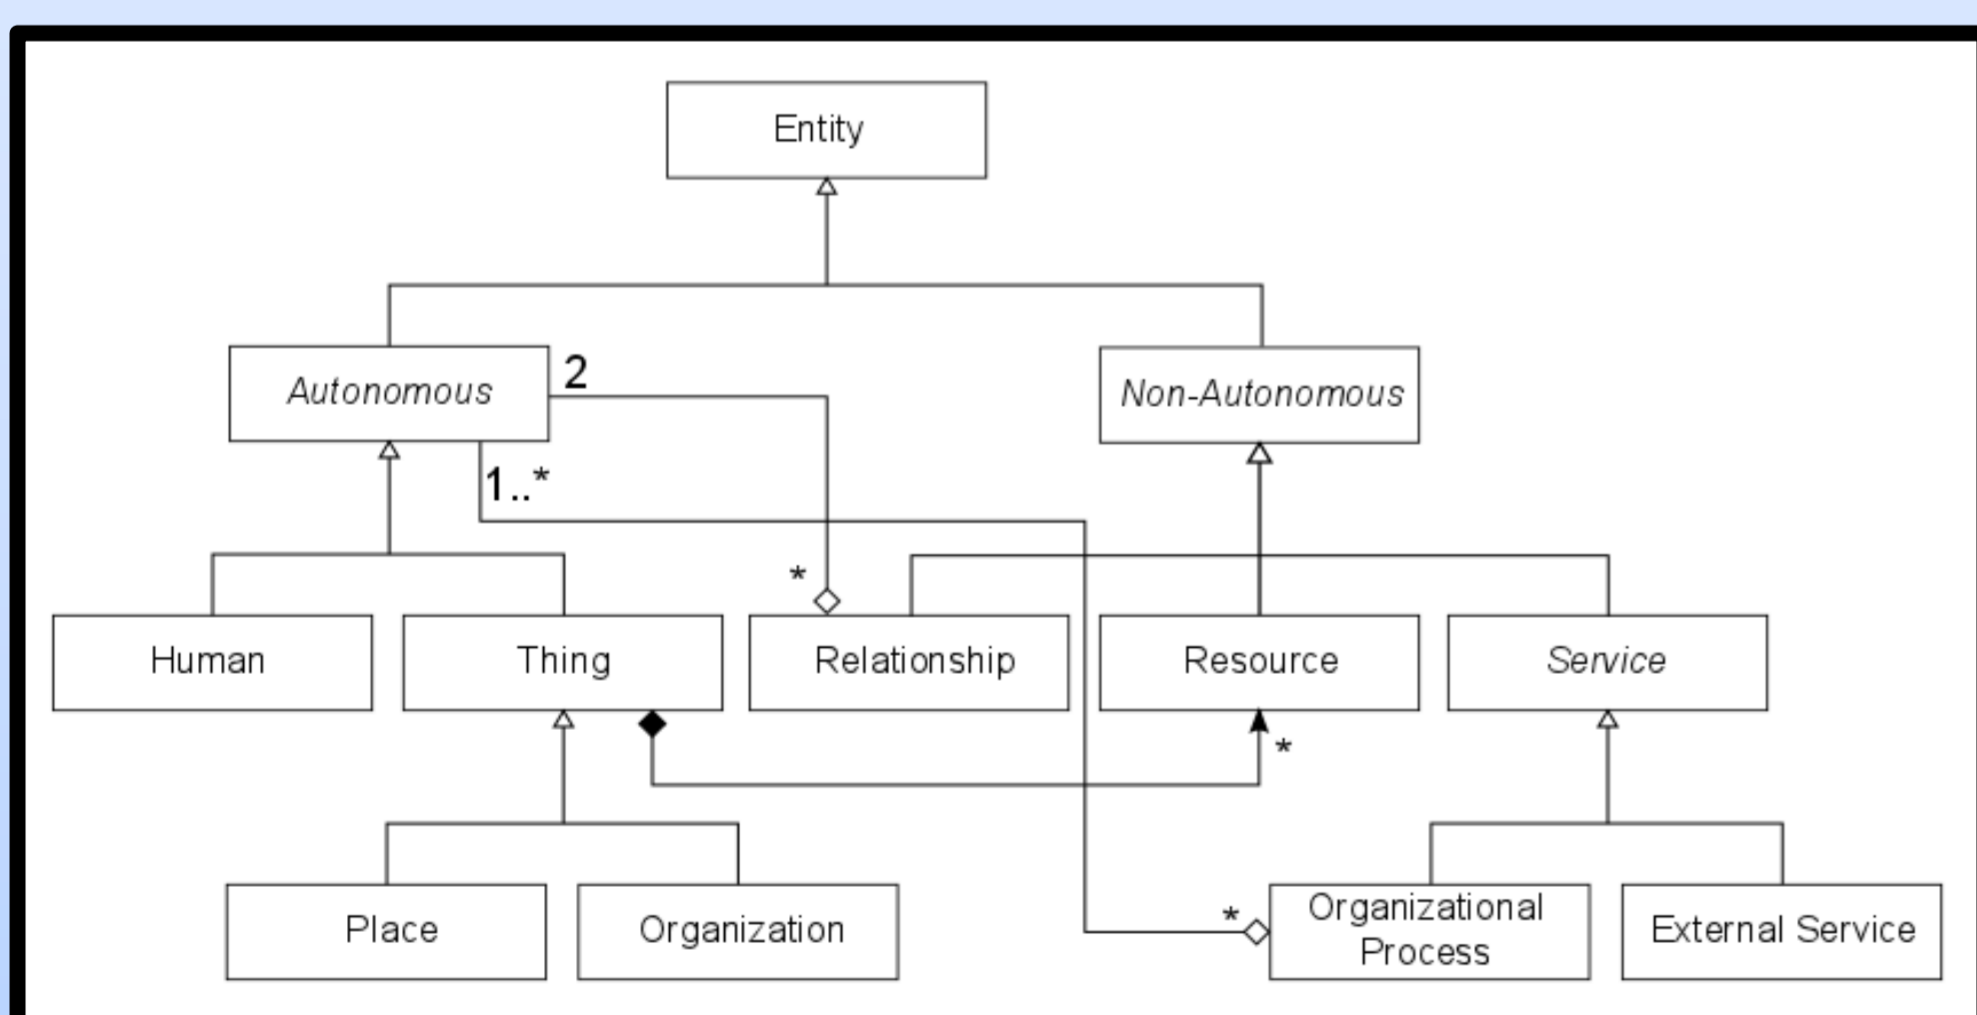 Entity
Autonomous
2
Non-Autonomous
1..*
*
Human
Thing
Relationship
Resource
Service
*
Place
Organization
*
Organizational
Process
External Service